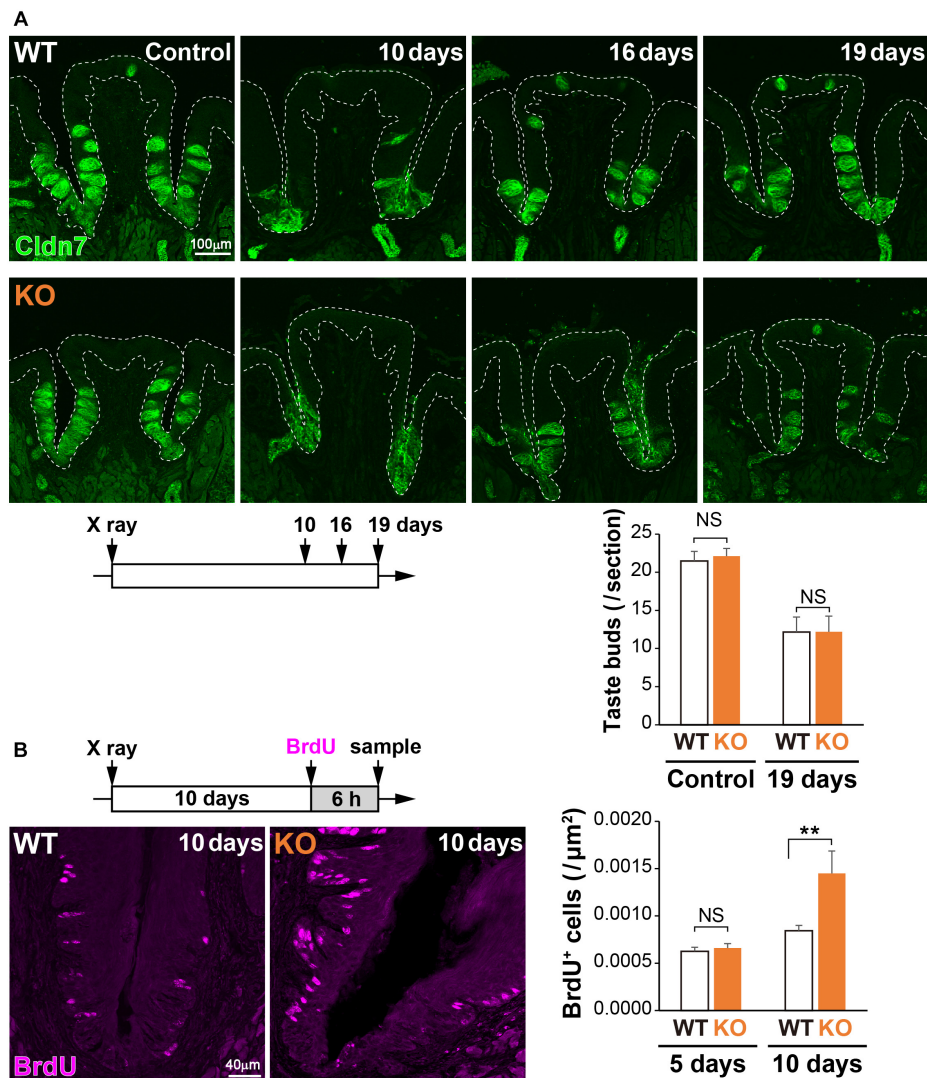 A
WT Control
10 days
16 days
19 days
Cldn7
100μm
KO
X ray
10 16 19 days
Taste buds (/section)
25
20
15
10
5
0
NS
NS
WT KO WT KO
Control 19 days
B
X ray BrdU sample
10 days 6 h
WT 10 days
KO 10 days
BrdU
40μm
BrdU⁺ cells (/μm²)
0.0020
0.0015
0.0010
0.0005
0.0000
NS
**
WT KO WT KO
5 days 10 days